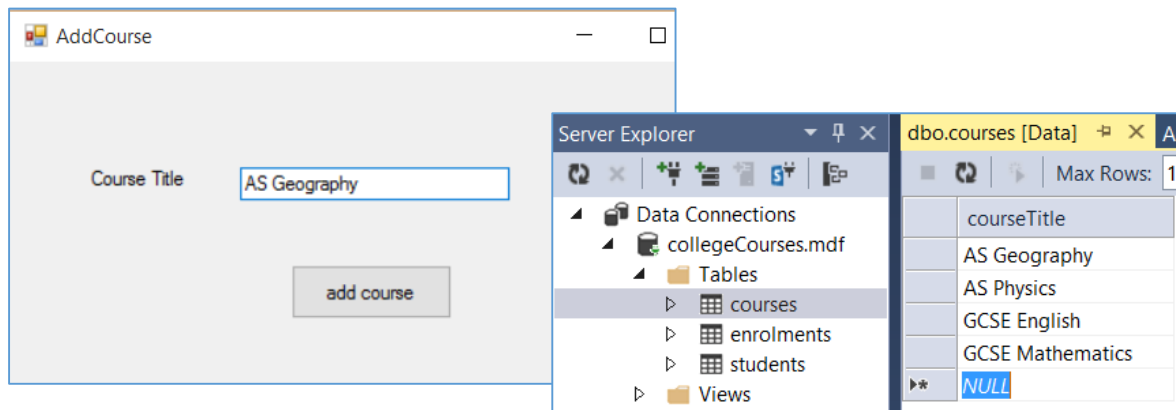 AddCourse
Course Title
AS Geography
add course
Server Explorer
Data Connections
collegeCourses.mdf
Tables
courses
enrolments
students
Views
dbo.courses [Data]
A
Max Rows: 1
courseTitle
AS Geography
AS Physics
GCSE English
GCSE Mathematics
NULL